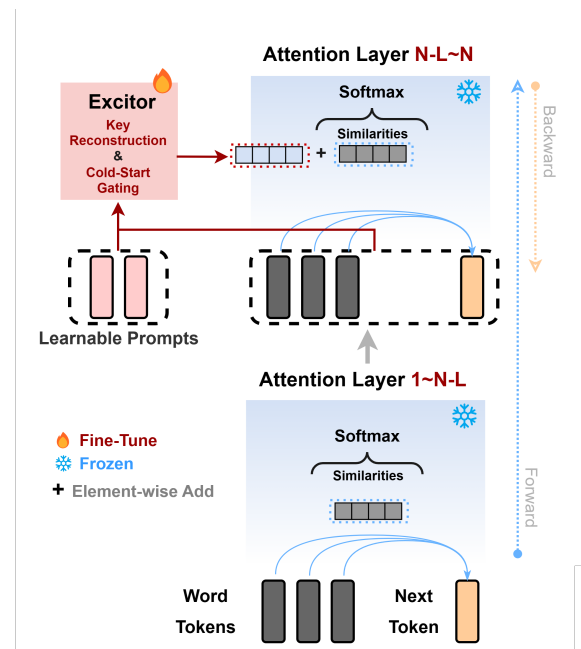 Attention Layer N-L~N
Excitor
Key
Reconstruction
&
Cold-Start
Gating
Softmax
Similarities
+
Backward
Learnable Prompts
Attention Layer 1~N-L
Softmax
Similarities
Fine-Tune
Frozen
+ Element-wise Add
Forward
Word
Tokens
Next
Token